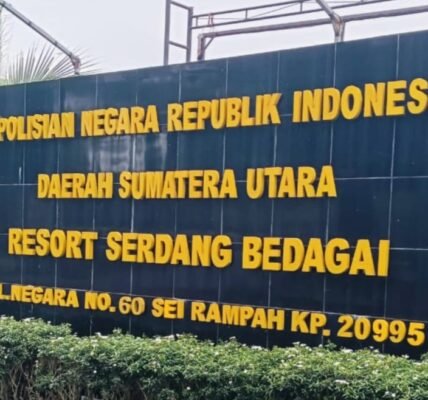 POLISIAN NEGARA REPUBLIK INDONES
DAERAH SUMATERA UTARA
RESORT SERDANG BEDAGAI
L.NEGARA NO.60 SEI RAMPAH KP. 20995